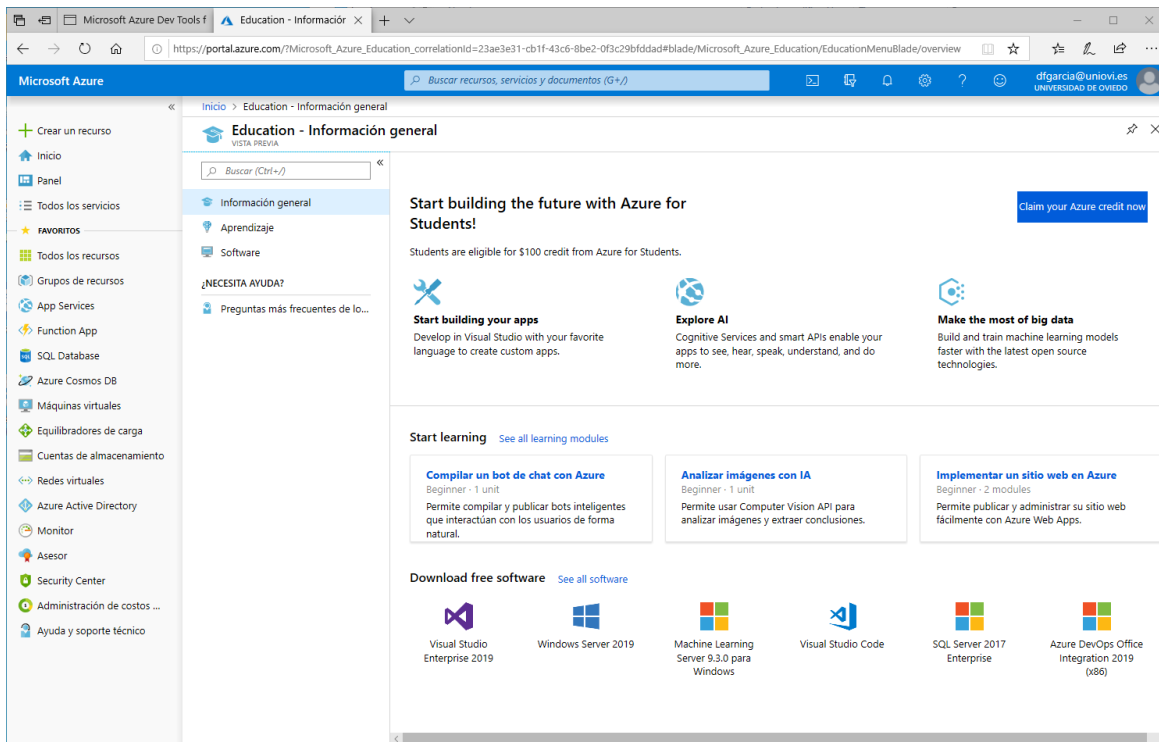 Microsoft Azure Dev Tools f
Education - Informaciór
https://portal.azure.com/?Microsoft_Azure_Education_correlationId=23ae3e31-cb1f-43c6-8be2-0f3c29bfddad#blade/Microsoft_Azure_Education/EducationMenuBlade/overview
Microsoft Azure
Buscar recursos, servicios y documentos (G+/)
dfgarcia@uniovi.es
UNIVERSIDAD DE OVIEDO
Inicio > Education - Información general
Education - Información general
VISTA PREVIA
Crear un recurso
Inicio
Panel
Todos los servicios
FAVORITOS
Todos los recursos
Grupos de recursos
App Services
Function App
SQL Database
Azure Cosmos DB
Máquinas virtuales
Equilibradores de carga
Cuentas de almacenamiento
Redes virtuales
Azure Active Directory
Monitor
Asesor
Security Center
Administración de costos ...
Ayuda y soporte técnico
Buscar (Ctrl+/)
Información general
Aprendizaje
Software
¿NECESITA AYUDA?
Preguntas más frecuentes de lo...
Start building the future with Azure for
Students!
Claim your Azure credit now
Students are eligible for $100 credit from Azure for Students.
Start building your apps
Develop in Visual Studio with your favorite
language to create custom apps.
Explore AI
Cognitive Services and smart APIs enable your
apps to see, hear, speak, understand, and do
more.
Make the most of big data
Build and train machine learning models
faster with the latest open source
technologies.
Start learning See all learning modules
Compilar un bot de chat con Azure
Beginner · 1 unit
Permite compilar y publicar bots inteligentes
que interactúan con los usuarios de forma
natural.
Analizar imágenes con IA
Beginner · 1 unit
Permite usar Computer Vision API para
analizar imágenes y extraer conclusiones.
Implementar un sitio web en Azure
Beginner · 2 modules
Permite publicar y administrar su sitio web
fácilmente con Azure Web Apps.
Download free software See all software
Visual Studio
Enterprise 2019
Windows Server 2019
Machine Learning
Server 9.3.0 para
Windows
Visual Studio Code
SQL Server 2017
Enterprise
Azure DevOps Office
Integration 2019
(x86)